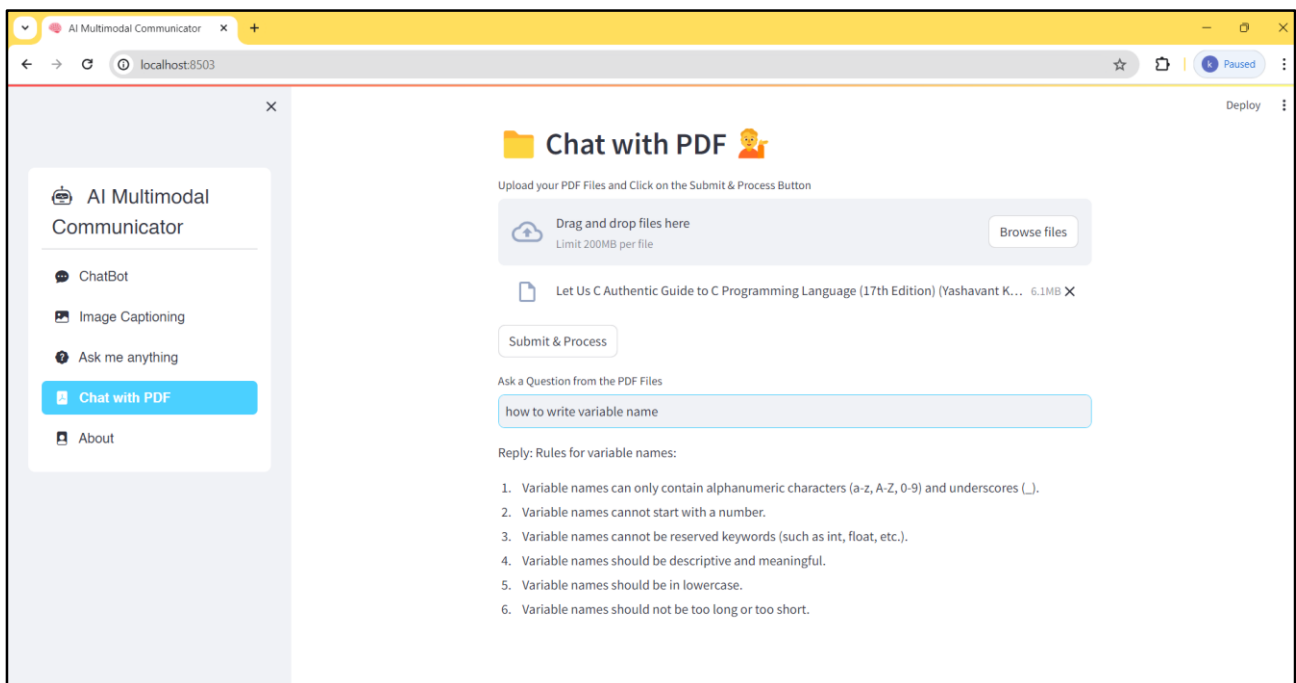 AI Multimodal Communicator
localhost:8503
k Paused
Deploy
AI Multimodal
Communicator
ChatBot
Image Captioning
Ask me anything
Chat with PDF
About
Chat with PDF
Upload your PDF Files and Click on the Submit & Process Button
Drag and drop files here
Limit 200MB per file
Browse files
Let Us C Authentic Guide to C Programming Language (17th Edition) (Yashavant K... 6.1MB
Submit & Process
Ask a Question from the PDF Files
how to write variable name
Reply: Rules for variable names:
1. Variable names can only contain alphanumeric characters (a-z, A-Z, 0-9) and underscores (_).
2. Variable names cannot start with a number.
3. Variable names cannot be reserved keywords (such as int, float, etc.).
4. Variable names should be descriptive and meaningful.
5. Variable names should be in lowercase.
6. Variable names should not be too long or too short.